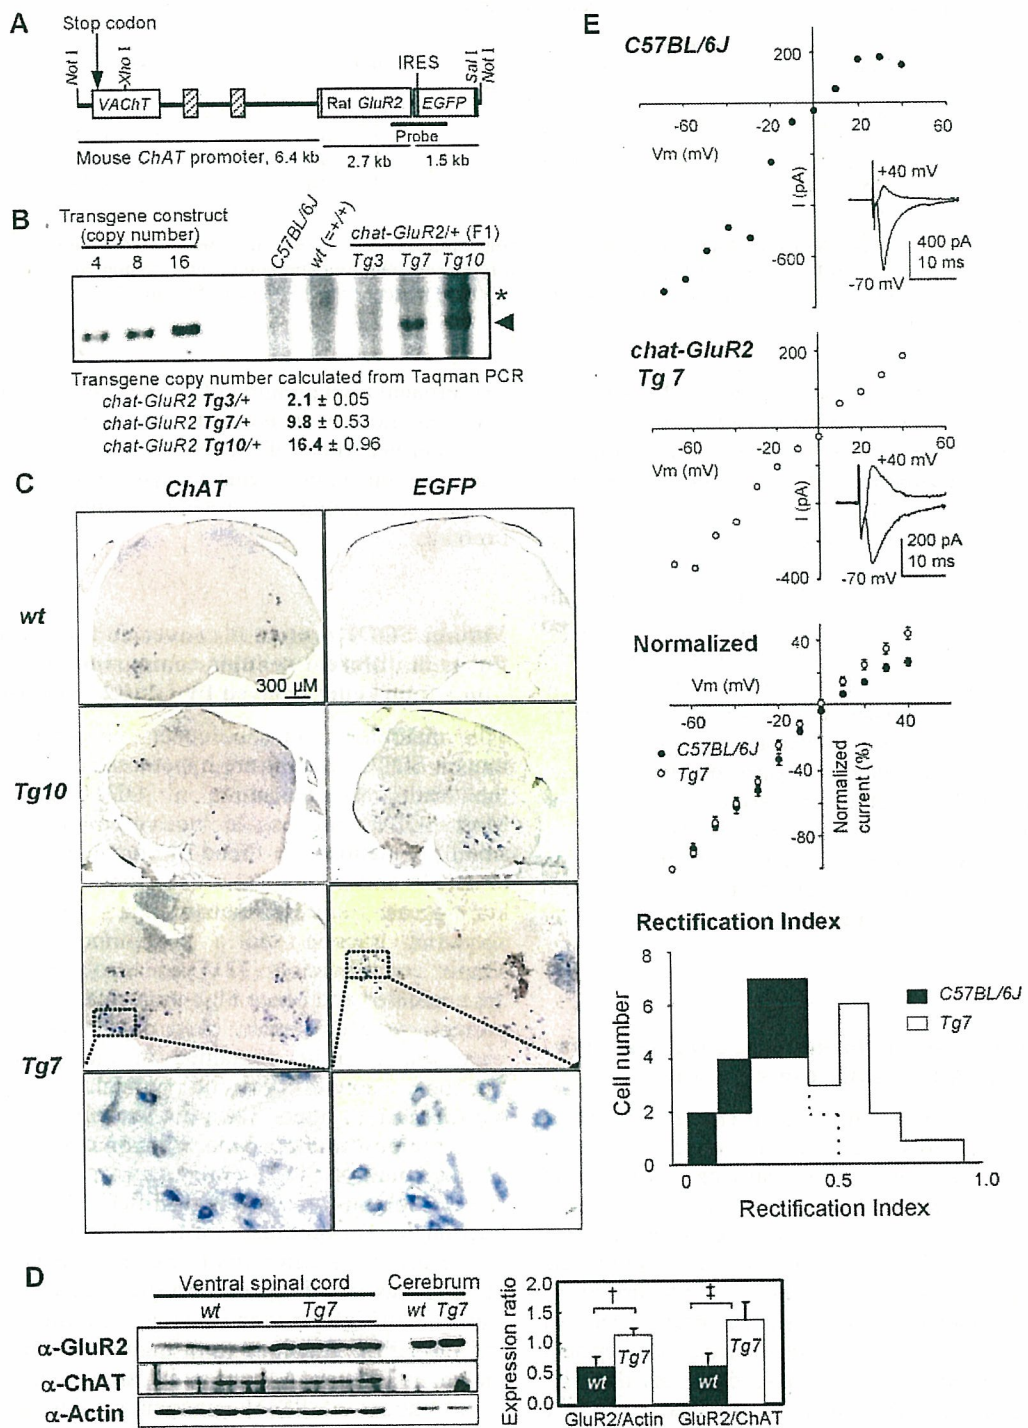 A
Stop codon
Not I
Xho I
IRES
Sal I
Not I
VAChT
Rat GluR2
EGFP
Probe
Mouse ChAT promoter, 6.4 kb
2.7 kb
1.5 kb
B
Transgene construct
(copy number)
4 8 16
C57BL/6J
wt (=+/+)
chat-GluR2/+ (F1)
Tg3 Tg7 Tg10
*
Transgene copy number calculated from Taqman PCR
chat-GluR2 Tg3/+ 2.1 ± 0.05
chat-GluR2 Tg7/+ 9.8 ± 0.53
chat-GluR2 Tg10/+ 16.4 ± 0.96
C
ChAT EGFP
wt
300 µM
Tg10
Tg7
D
Ventral spinal cord Cerebrum
wt Tg7 wt Tg7
α-GluR2
α-ChAT
α-Actin
Expression ratio
2.0
1.5
1.0
0.5
0.0
† ‡
wt Tg7 wt Tg7
GluR2/Actin GluR2/ChAT
E
C57BL/6J
200
-60 -20 20 60
Vm (mV)
I (pA)
-600
+40 mV
400 pA
10 ms
-70 mV
chat-GluR2
Tg 7
200
-60 -20 20 60
Vm (mV)
I (pA)
-400
+40 mV
200 pA
10 ms
-70 mV
Normalized
40
Vm (mV)
-60 -20 20 40
C57BL/6J
Tg7
-40
-80
Normalized
current (%)
Rectification Index
8
6
4
2
0
Cell number
C57BL/6J
Tg7
0 0.5 1.0
Rectification Index